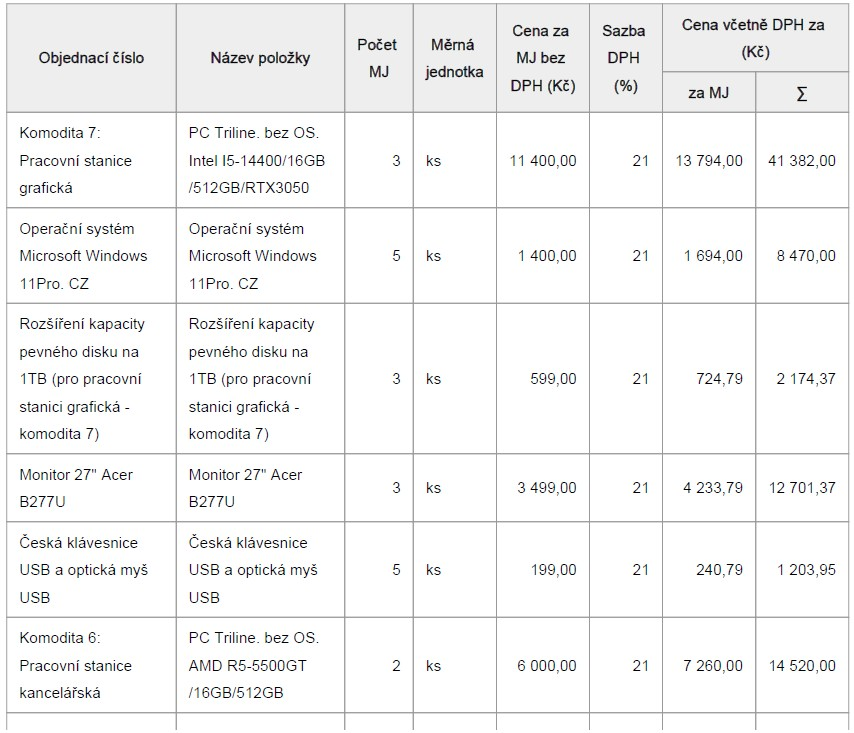 Objednací číslo
Název položky
Počet
MJ
Měrná
jednotka
Cena za
MJ bez
DPH (Kč)
Sazba
DPH
(%)
Cena včetně DPH za
(Kč)
za MJ
∑
Komodita 7:
Pracovní stanice
grafická
PC Triline. bez OS.
Intel I5-14400/16GB
/512GB/RTX3050
3
ks
11 400,00
21
13 794,00
41 382,00
Operační systém
Microsoft Windows
11Pro. CZ
Operační systém
Microsoft Windows
11Pro. CZ
5
ks
1 400,00
21
1 694,00
8 470,00
Rozšíření kapacity
pevného disku na
1TB (pro pracovní
stanici grafická -
komodita 7)
Rozšíření kapacity
pevného disku na
1TB (pro pracovní
stanici grafická -
komodita 7)
3
ks
599,00
21
724,79
2 174,37
Monitor 27" Acer
B277U
Monitor 27" Acer
B277U
3
ks
3 499,00
21
4 233,79
12 701,37
Česká klávesnice
USB a optická myš
USB
Česká klávesnice
USB a optická myš
USB
5
ks
199,00
21
240,79
1 203,95
Komodita 6:
Pracovní stanice
kancelářská
PC Triline. bez OS.
AMD R5-5500GT
/16GB/512GB
2
ks
6 000,00
21
7 260,00
14 520,00